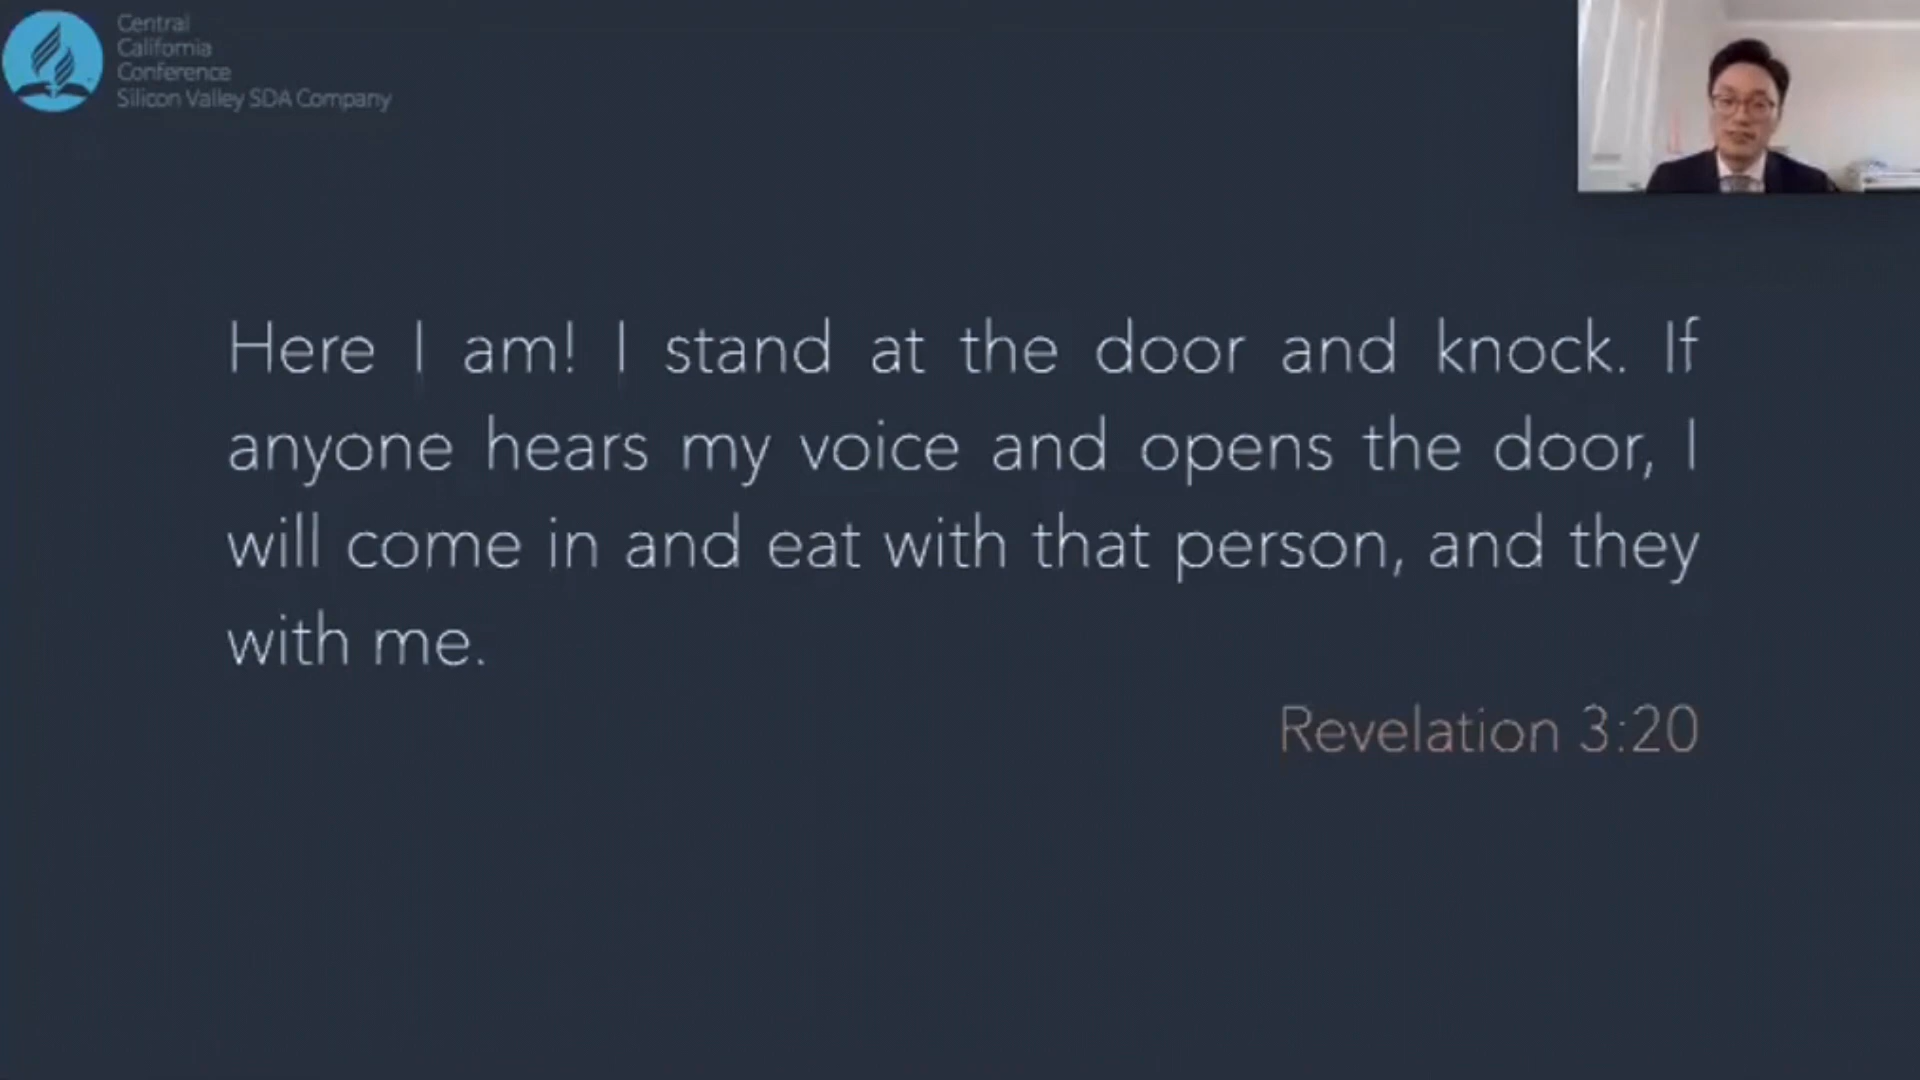 Central
California
Conference
Silicon Valley SDA Company
Here I am! I stand at the door and knock. If
anyone hears my voice and opens the door, I
will come in and eat with that person, and they
with me.
Revelation 3:20